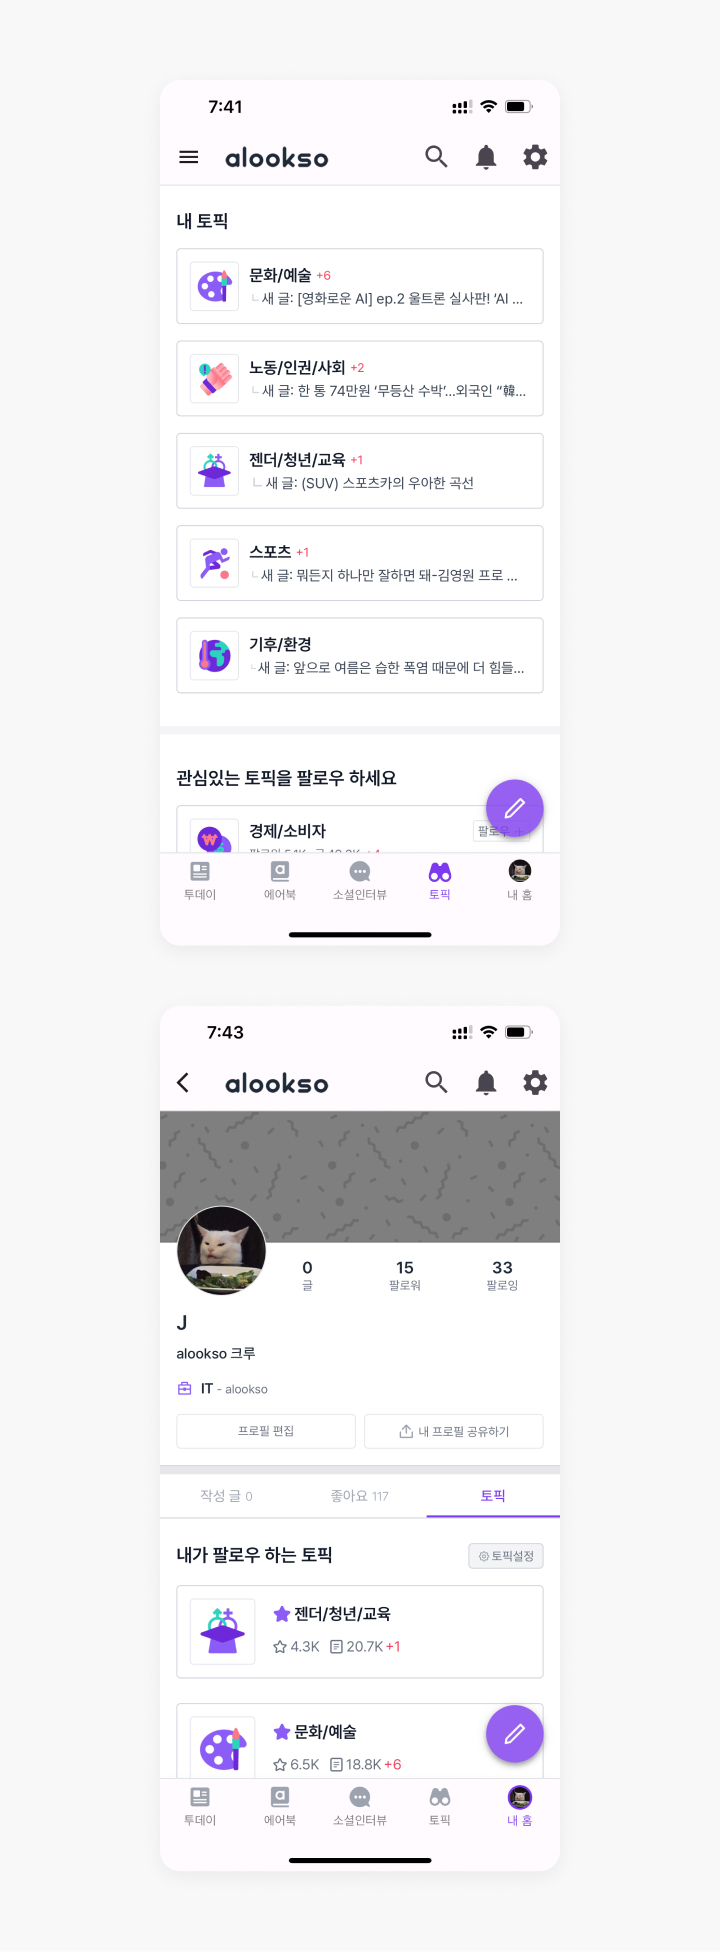 7:41
alookso
내 토픽
문화/예술 +6
새 글: [영화로운 AI] ep.2 울트론 실사판! ‘AI ...
노동/인권/사회 +2
새 글: 한 통 74만원 ‘무등산 수박’...외국인 “韓...
젠더/청년/교육 +1
새 글: (SUV) 스포츠카의 우아한 곡선
스포츠 +1
새 글: 뭐든지 하나만 잘하면 돼-김영원 프로 ...
기후/환경
새 글: 앞으로 여름은 습한 폭염 때문에 더 힘들...
관심있는 토픽을 팔로우 하세요
경제/소비자
팔로우 +
투데이 에어북 소셜인터뷰 토픽 내 홈
7:43
alookso
0 15 33
글 팔로워 팔로잉
J
alookso 크루
IT - alookso
프로필 편집 내 프로필 공유하기
작성 글 0 좋아요 117 토픽
내가 팔로우 하는 토픽 토픽설정
젠더/청년/교육
4.3K 20.7K +1
문화/예술
6.5K 18.8K +6
투데이 에어북 소셜인터뷰 토픽 내 홈